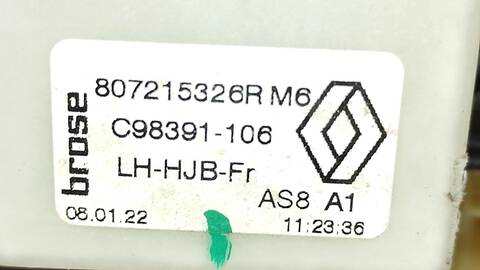 brose
807215326R M6
C98391-106
LH-HJB-Fr
AS8 A1
08.01.22 11:23:36